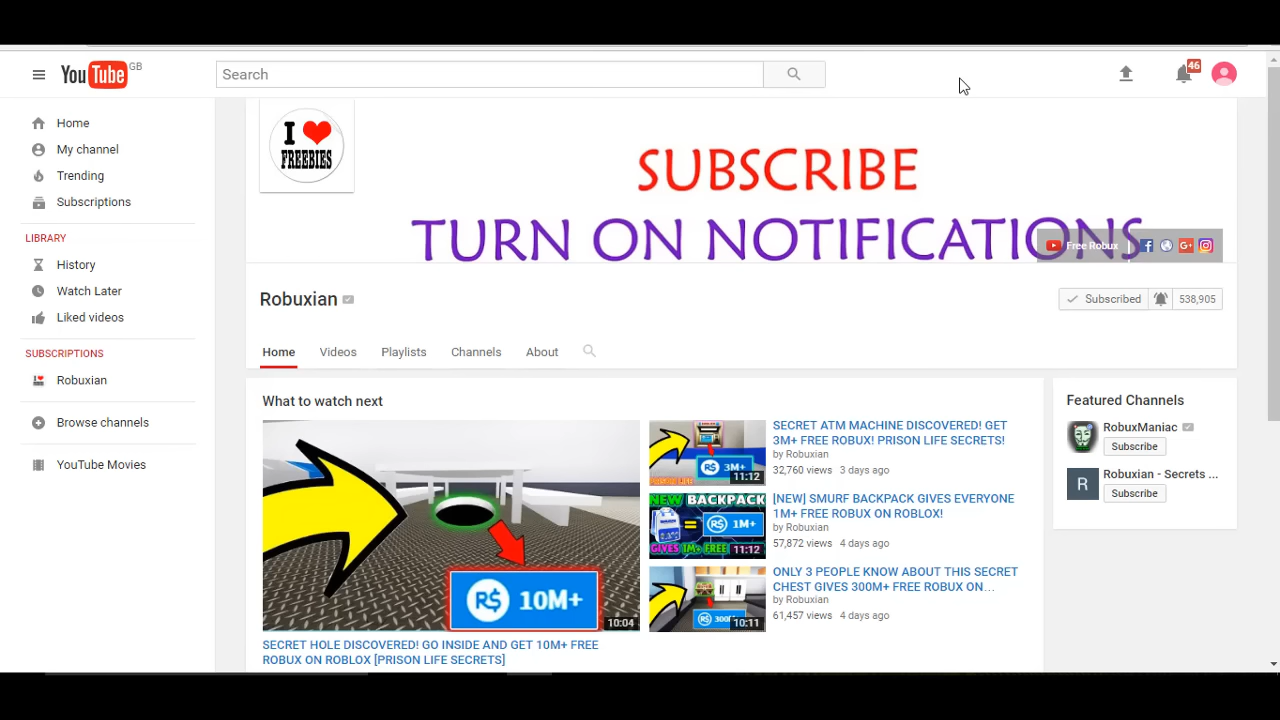 YouTube GB
Search
46
Home
My channel
Trending
Subscriptions
LIBRARY
History
Watch Later
Liked videos
SUBSCRIPTIONS
Robuxian
Browse channels
YouTube Movies
I
FREEBIES
SUBSCRIBE
TURN ON NOTIFICATIONS
Free Robux
Robuxian
Subscribed 538,905
Home Videos Playlists Channels About
What to watch next
R$ 10M+
10:04
SECRET HOLE DISCOVERED! GO INSIDE AND GET 10M+ FREE
ROBUX ON ROBLOX [PRISON LIFE SECRETS]
R$ 3M+
11:12
SECRET ATM MACHINE DISCOVERED! GET
3M+ FREE ROBUX! PRISON LIFE SECRETS!
by Robuxian
32,760 views 3 days ago
NEW BACKPACK
= R$ 1M+
GIVES 1M+ FREE
11:12
[NEW] SMURF BACKPACK GIVES EVERYONE
1M+ FREE ROBUX ON ROBLOX!
by Robuxian
57,872 views 4 days ago
R$
10:11
ONLY 3 PEOPLE KNOW ABOUT THIS SECRET
CHEST GIVES 300M+ FREE ROBUX ON...
by Robuxian
61,457 views 4 days ago
Featured Channels
RobuxManiac
Subscribe
R
Robuxian - Secrets ...
Subscribe